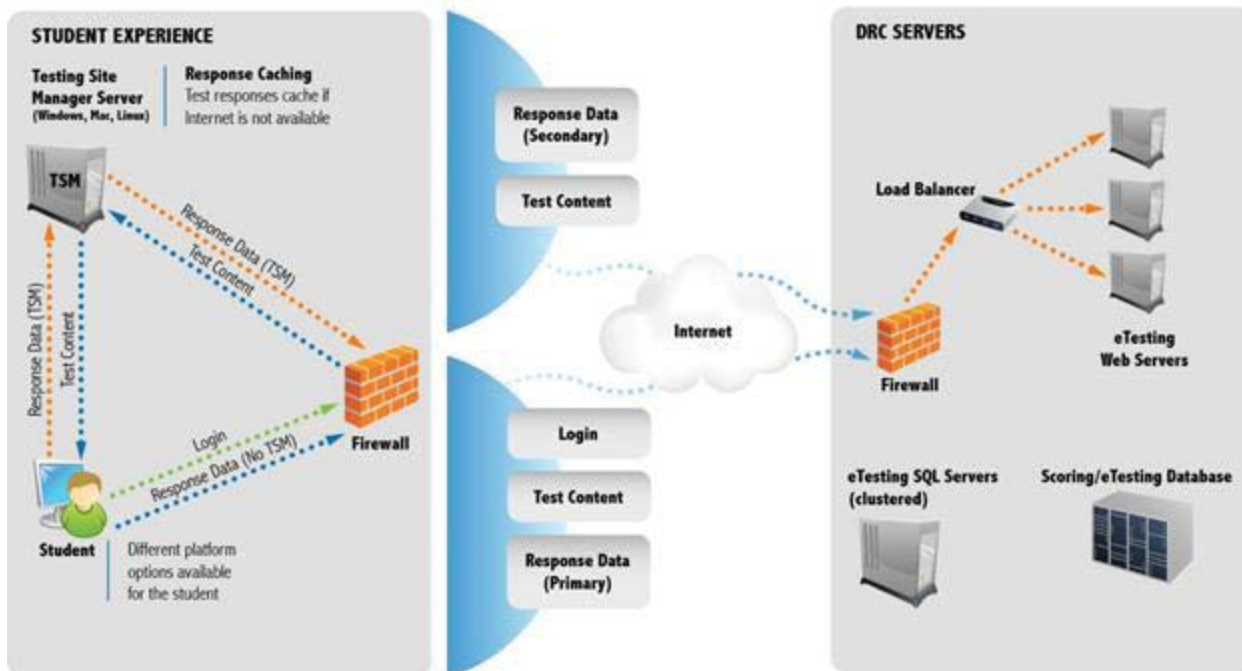 STUDENT EXPERIENCE
Testing Site
Manager Server
(Windows, Mac, Linux)
Response Caching
Test responses cache if
Internet is not available
TSM
Response Data (TSM)
Test Content
Response Data (TSM)
Test Content
Login
Response Data (No TSM)
Firewall
Student
Different platform
options available
for the student
Response Data
(Secondary)
Test Content
Internet
Login
Test Content
Response Data
(Primary)
DRC SERVERS
Load Balancer
Firewall
eTesting
Web Servers
eTesting SQL Servers
(clustered)
Scoring/eTesting Database